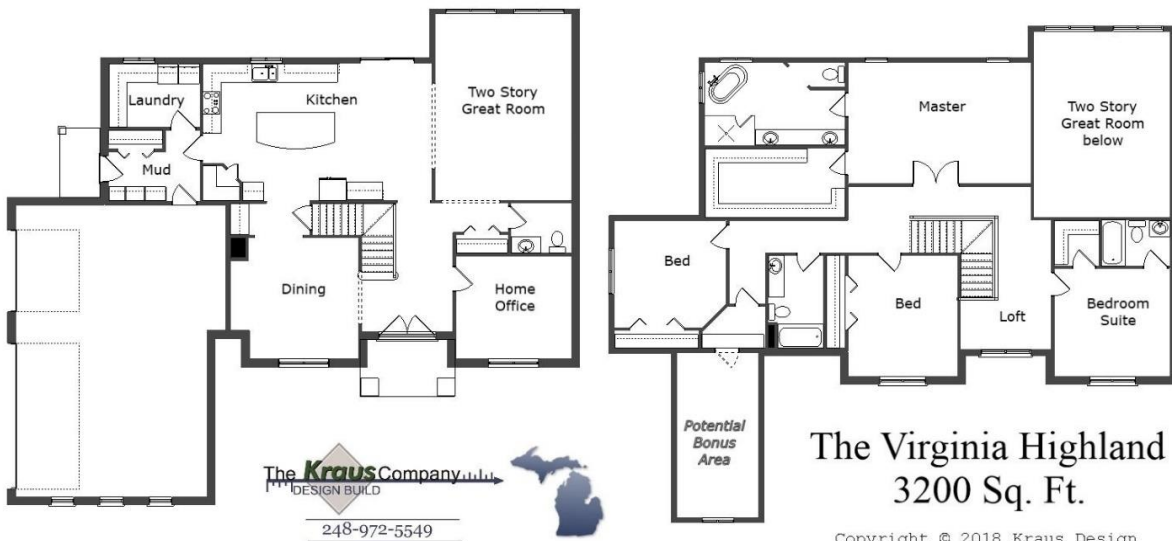 Laundry
Kitchen
Two Story
Great Room
Mud
Dining
Home
Office
Master
Two Story
Great Room
below
Bed
Bed
Loft
Bedroom
Suite
Potential
Bonus
Area
The Kraus Company
DESIGN BUILD
248-972-5549
The Virginia Highland
3200 Sq. Ft.
Copyright © 2018 Kraus Design